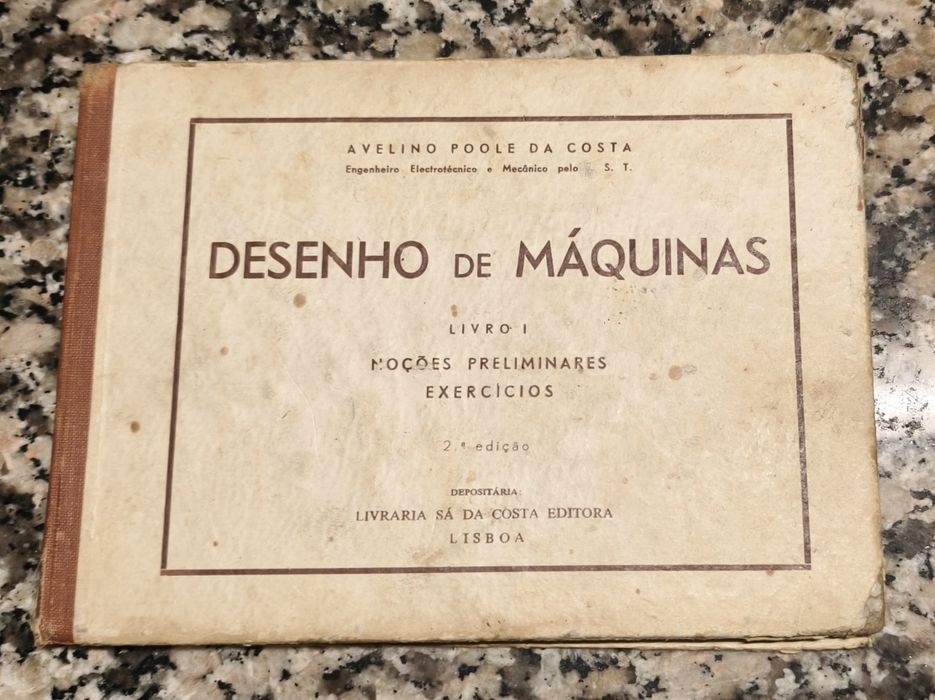 AVELINO POOLE DA COSTA
Engenheiro Electrotécnico e Mecânico pelo S. T.
DESENHO DE MÁQUINAS
LIVRO I
NOÇÕES PRELIMINARES
EXERCÍCIOS
2.ª edição
DEPOSITÁRIA:
LIVRARIA SÁ DA COSTA EDITORA
LISBOA